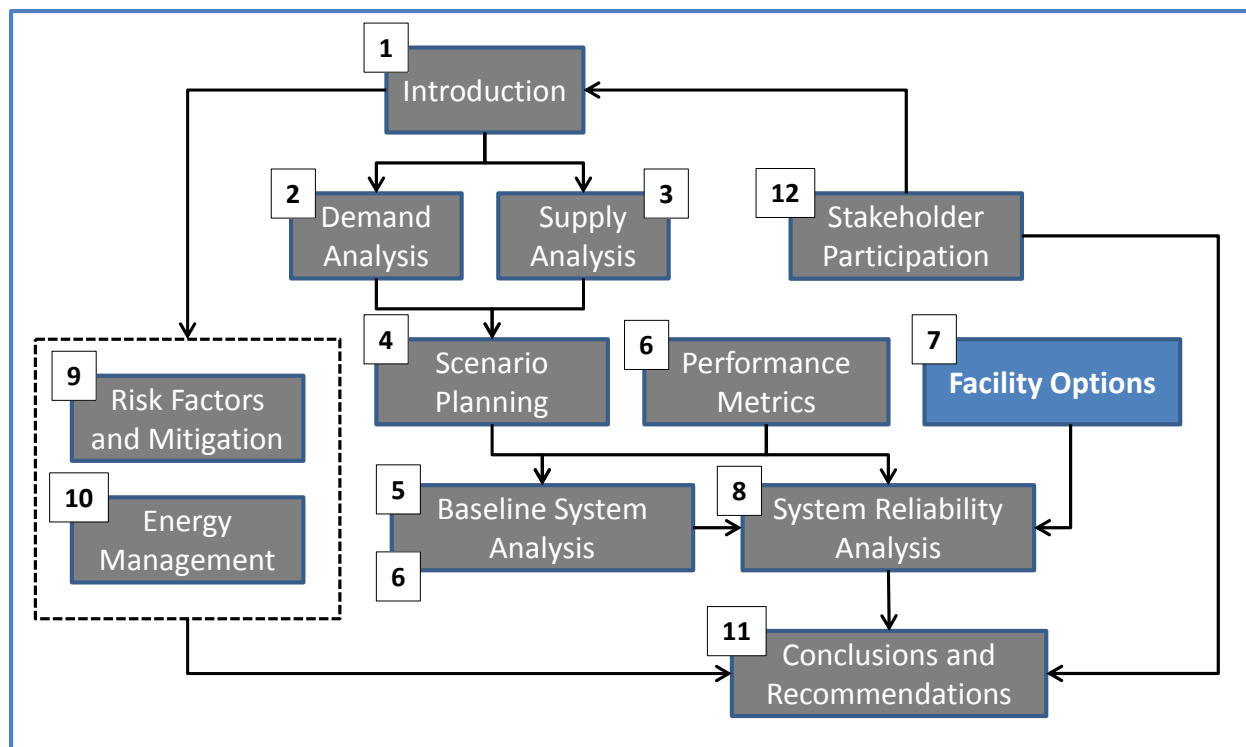 1
Introduction
2
Demand
Analysis
3
Supply
Analysis
12
Stakeholder
Participation
4
Scenario
Planning
6
Performance
Metrics
7
Facility Options
9
Risk Factors
and Mitigation
10
Energy
Management
5
Baseline System
Analysis
6
8
System Reliability
Analysis
11
Conclusions and
Recommendations